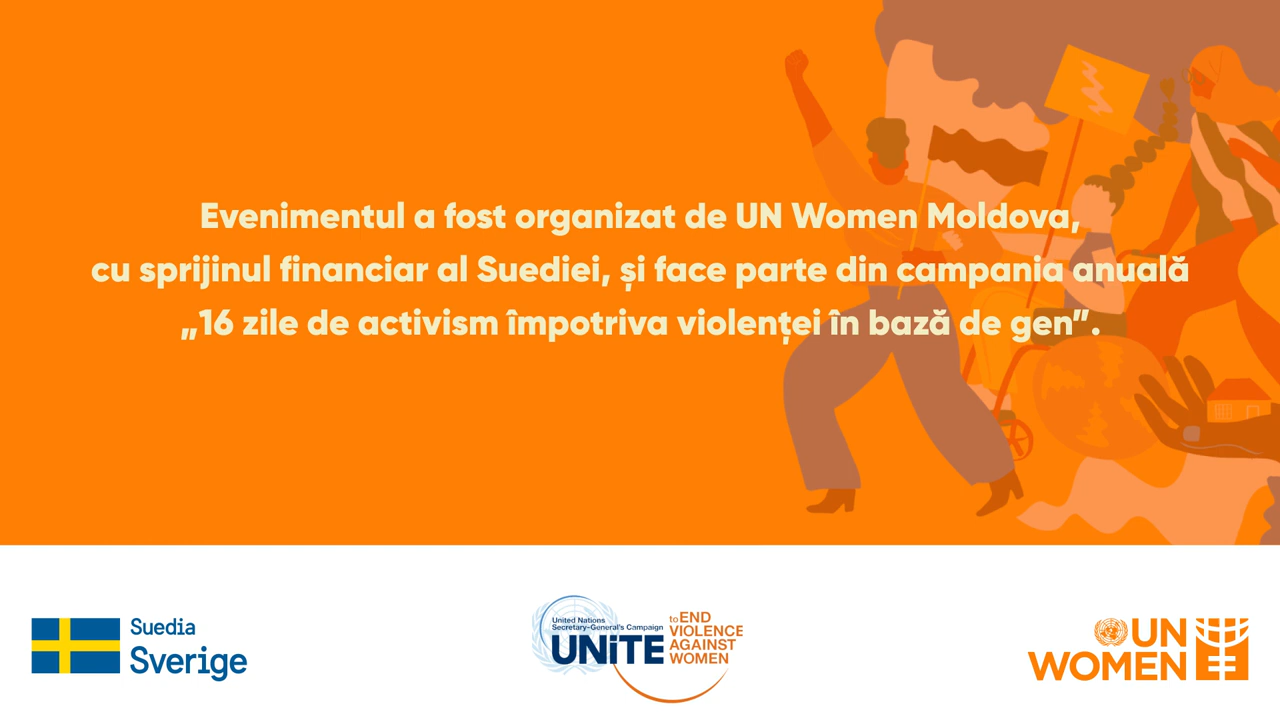 Evenimentul a fost organizat de UN Women Moldova,
cu sprijinul financiar al Suediei, și face parte din campania anuală
„16 zile de activism împotriva violenței în bază de gen”.
Suedia
Sverige
United Nations
Secretary-General's Campaign
UNiTE
to END
VIOLENCE
AGAINST
WOMEN
UN
WOMEN